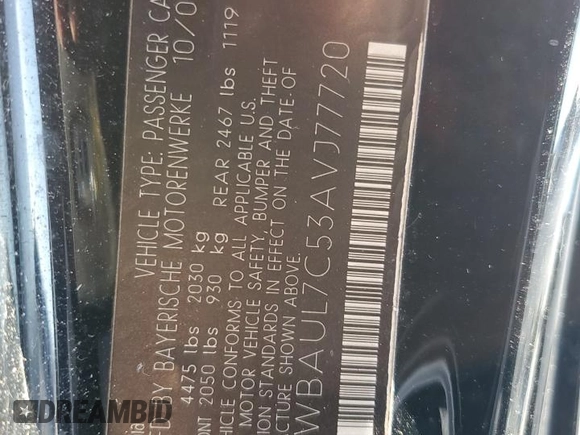 VEHICLE TYPE: PASSENGER CA
BY BAYERISCHE MOTORENWERKE 10/0
4475 lbs 2030 kg
NT 2050 lbs 930 kg REAR 2467 lbs 1119
HICLE CONFORMS TO ALL APPLICABLE U.S.
MOTOR VEHICLE SAFETY, BUMPER AND THEFT
ION STANDARDS IN EFFECT ON THE DATE OF
CTURE SHOWN ABOVE.
WBAUL7C53AVJ77720
DREAMBID